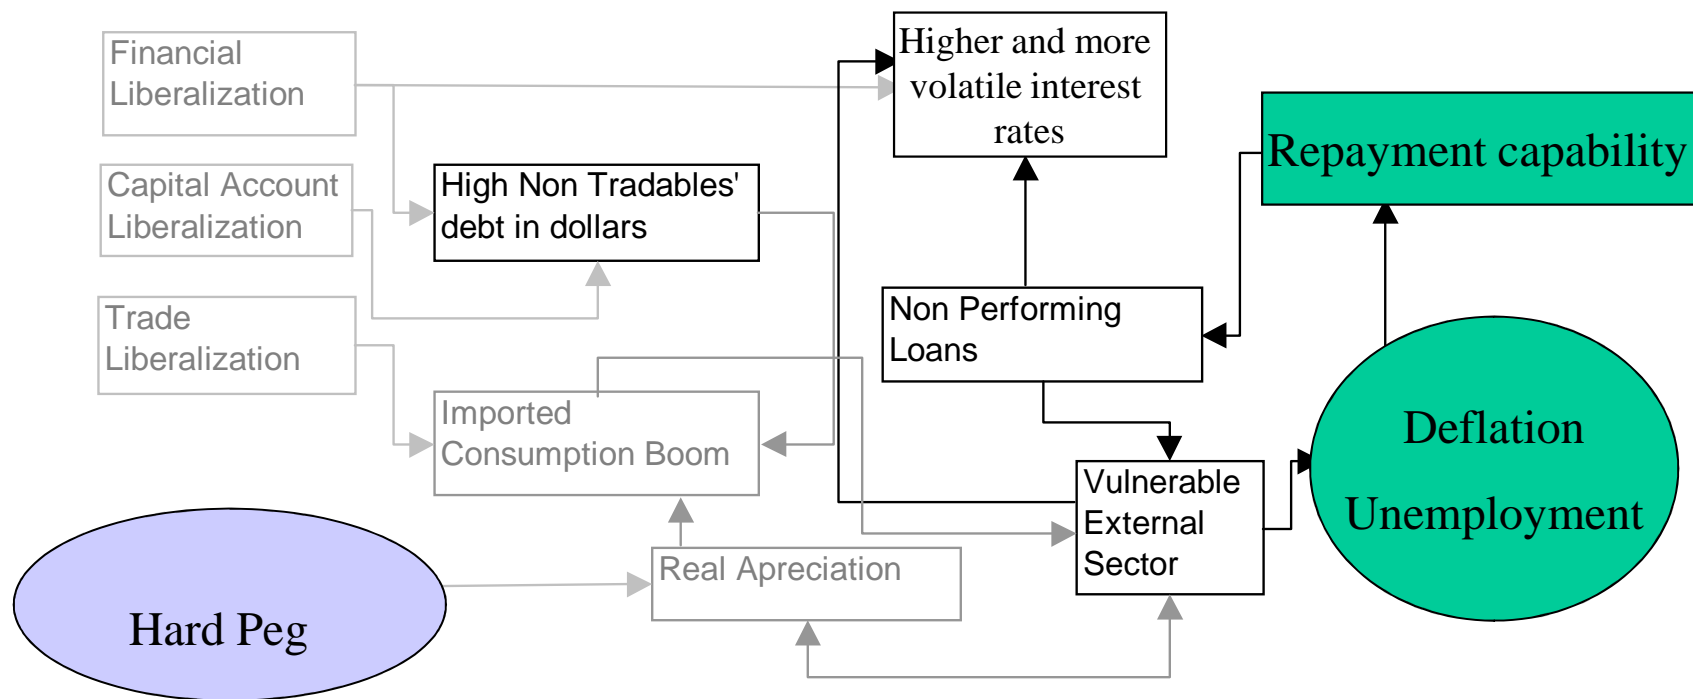 Financial
Liberalization
Higher and more
volatile interest
rates
Repayment capability
Capital Account
Liberalization
High Non Tradables'
debt in dollars
Trade
Liberalization
Non Performing
Loans
Imported
Consumption Boom
Deflation
Unemployment
Vulnerable
External
Sector
Real Apreciation
Hard Peg